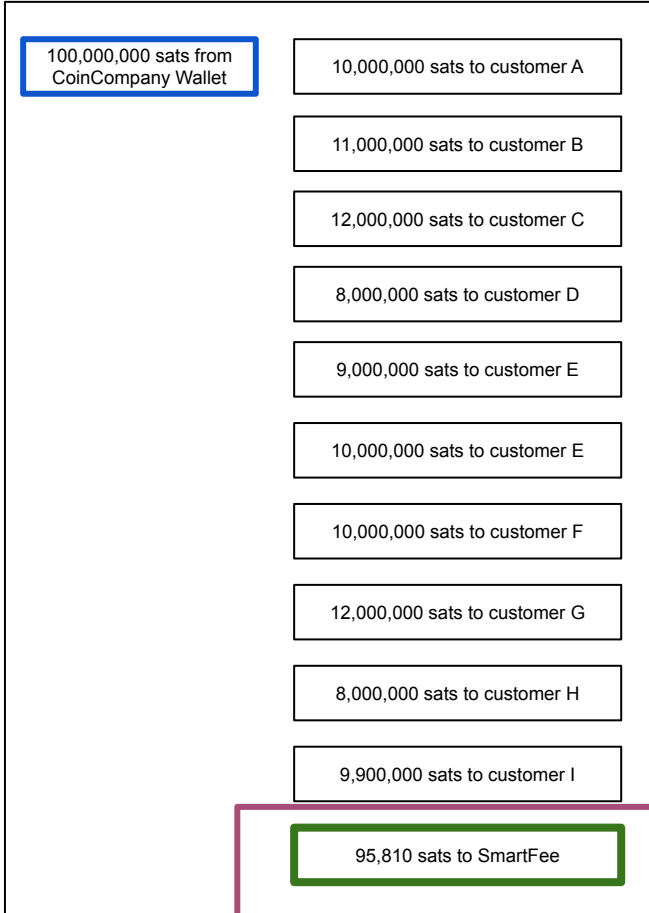 100,000,000 sats from
CoinCompany Wallet
10,000,000 sats to customer A
11,000,000 sats to customer B
12,000,000 sats to customer C
8,000,000 sats to customer D
9,000,000 sats to customer E
10,000,000 sats to customer E
10,000,000 sats to customer F
12,000,000 sats to customer G
8,000,000 sats to customer H
9,900,000 sats to customer I
95,810 sats to SmartFee